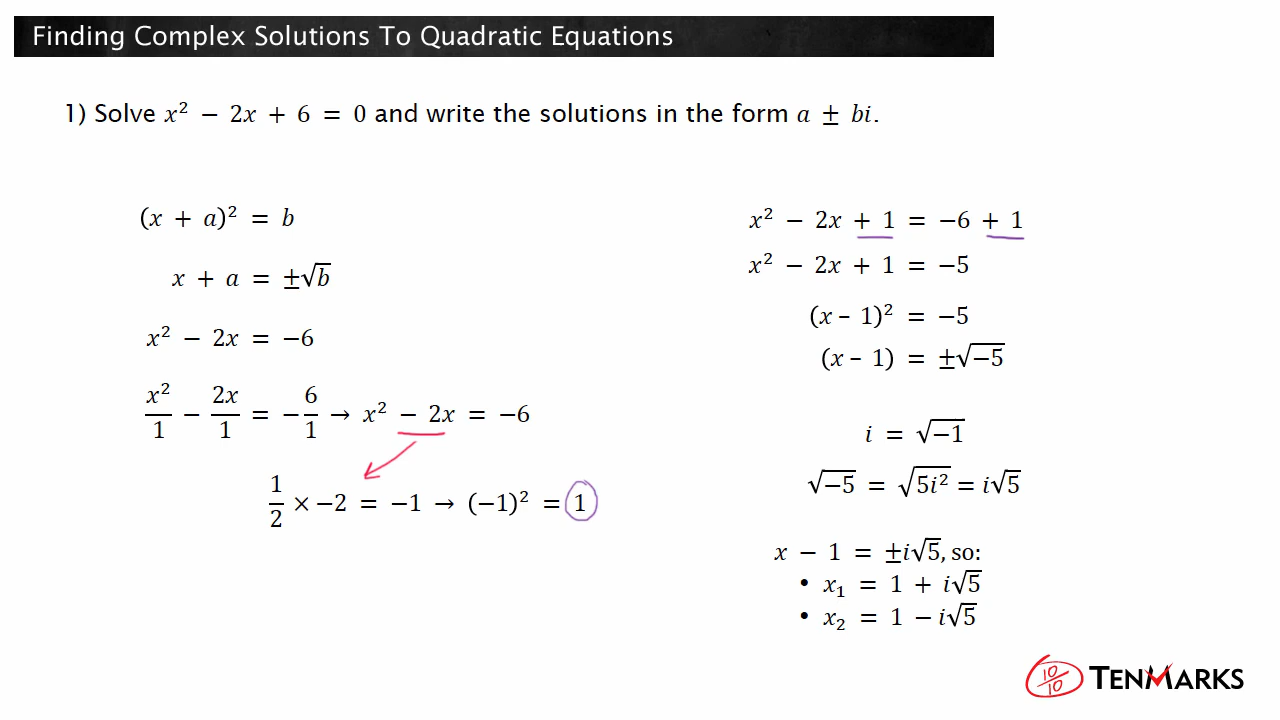 Finding Complex Solutions To Quadratic Equations
1) Solve x² − 2x + 6 = 0 and write the solutions in the form a ± bi.
(x + a)² = b
x + a = ±√b
x² − 2x = −6
x²/1 − 2x/1 = −6/1 → x² − 2x = −6
1/2 × −2 = −1 → (−1)² = 1
x² − 2x + 1 = −6 + 1
x² − 2x + 1 = −5
(x – 1)² = −5
(x – 1) = ±√−5
i = √−1
√−5 = √5i² = i√5
x − 1 = ±i√5, so:
• x₁ = 1 + i√5
• x₂ = 1 − i√5
10/10 TENMARKS